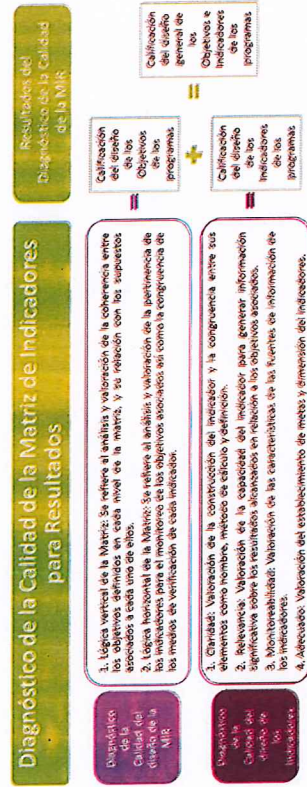 Diagnóstico de la Calidad de la Matriz de Indicadores
para Resultados
Resultados del
Diagnóstico de la Calidad
de la MIR
Diagnóstico
de la
Calidad del
diseño de la
MIR
1. Lógica vertical de la Matriz: Se refiere al análisis y valoración de la coherencia entre
los objetivos definidos en cada nivel de la matriz, y su relación con los supuestos
asociados a cada uno de ellos.
2. Lógica horizontal de la Matriz: Se refiere al análisis y valoración de la pertinencia de
los indicadores para el monitoreo de los objetivos asociados así como la congruencia de
los medios de verificación de cada indicador.
=
Calificación
del diseño
de los
Objetivos
de los
programas
+
Diagnóstico
de la
Calidad del
diseño de
los
Indicadores
1. Claridad: Valoración de la construcción del indicador y la congruencia entre sus
elementos como nombre, método de cálculo y definición.
2. Relevancia: Valoración de la capacidad del indicador para generar información
significativa sobre los resultados alcanzados en relación a los objetivos asociados.
3. Monitoreabilidad: Valoración de las características de las fuentes de información de
los indicadores.
4. Adecuado: Valoración del establecimiento de metas y dimensión del indicadores.
=
Calificación
del diseño
de los
Indicadores
de los
programas
=
Calificación
del diseño
general de
los
Objetivos e
Indicadores
de los
programas